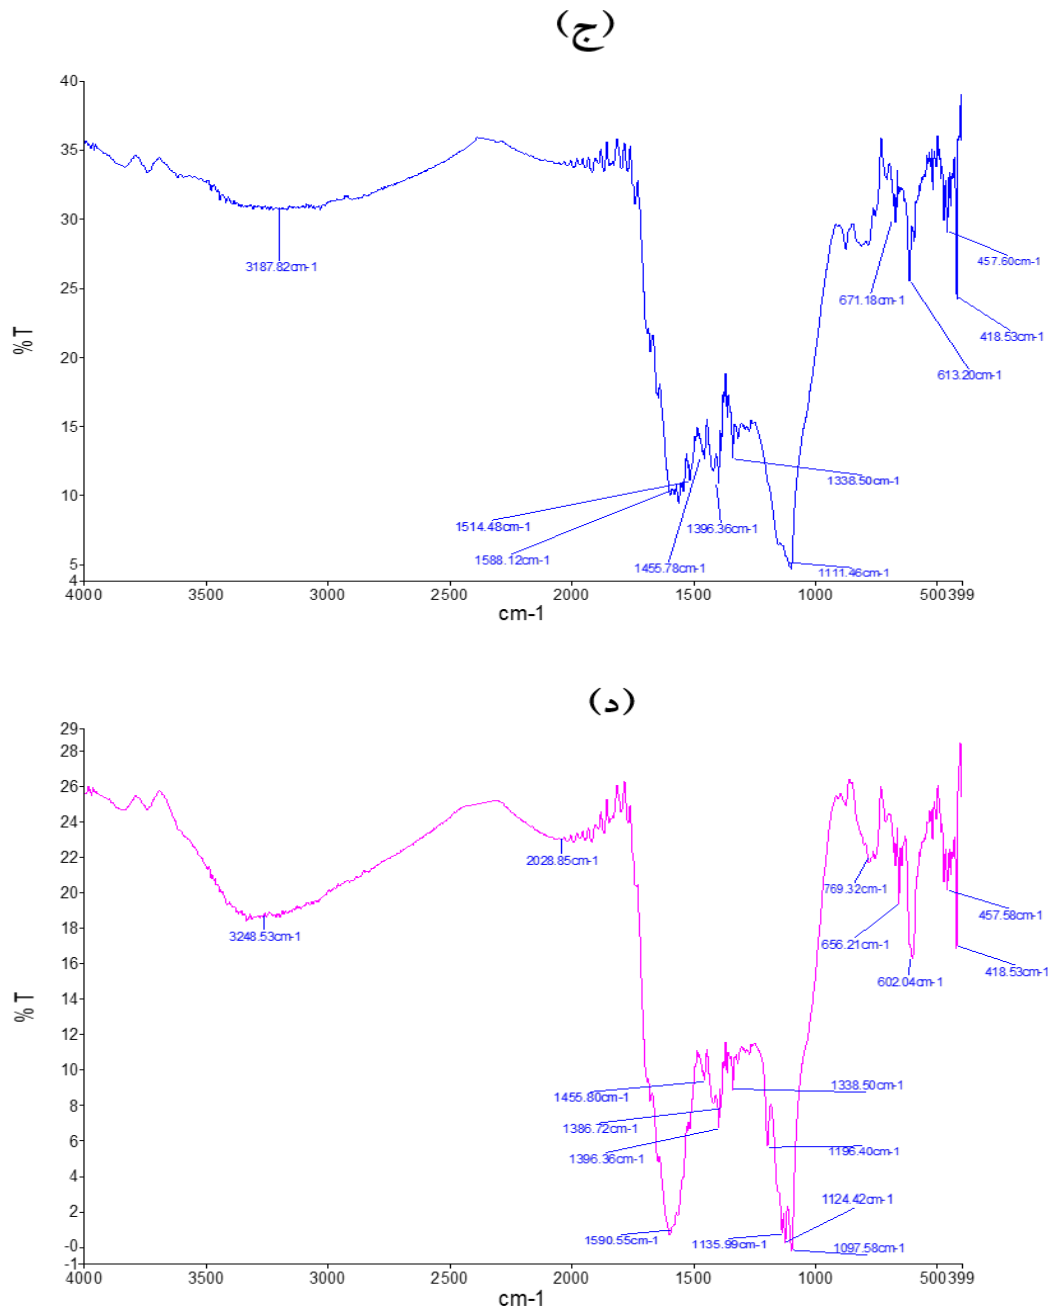 (ج)
40
35
30
25
20
15
10
5
4
% T
3187.82cm-1
457.60cm-1
671.18cm-1
418.53cm-1
613.20cm-1
1338.50cm-1
1514.48cm-1
1396.36cm-1
1588.12cm-1
1455.78cm-1
1111.46cm-1
4000 3500 3000 2500 2000 1500 1000 500 399
cm-1
(د)
29
28
26
24
22
20
18
16
14
12
10
8
6
4
2
-0
-1
% T
2028.85cm-1
769.32cm-1
457.58cm-1
3248.53cm-1
656.21cm-1
418.53cm-1
602.04cm-1
1455.80cm-1
1338.50cm-1
1386.72cm-1
1396.36cm-1
1196.40cm-1
1124.42cm-1
1590.55cm-1
1135.99cm-1
1097.58cm-1
4000 3500 3000 2500 2000 1500 1000 500 399
cm-1